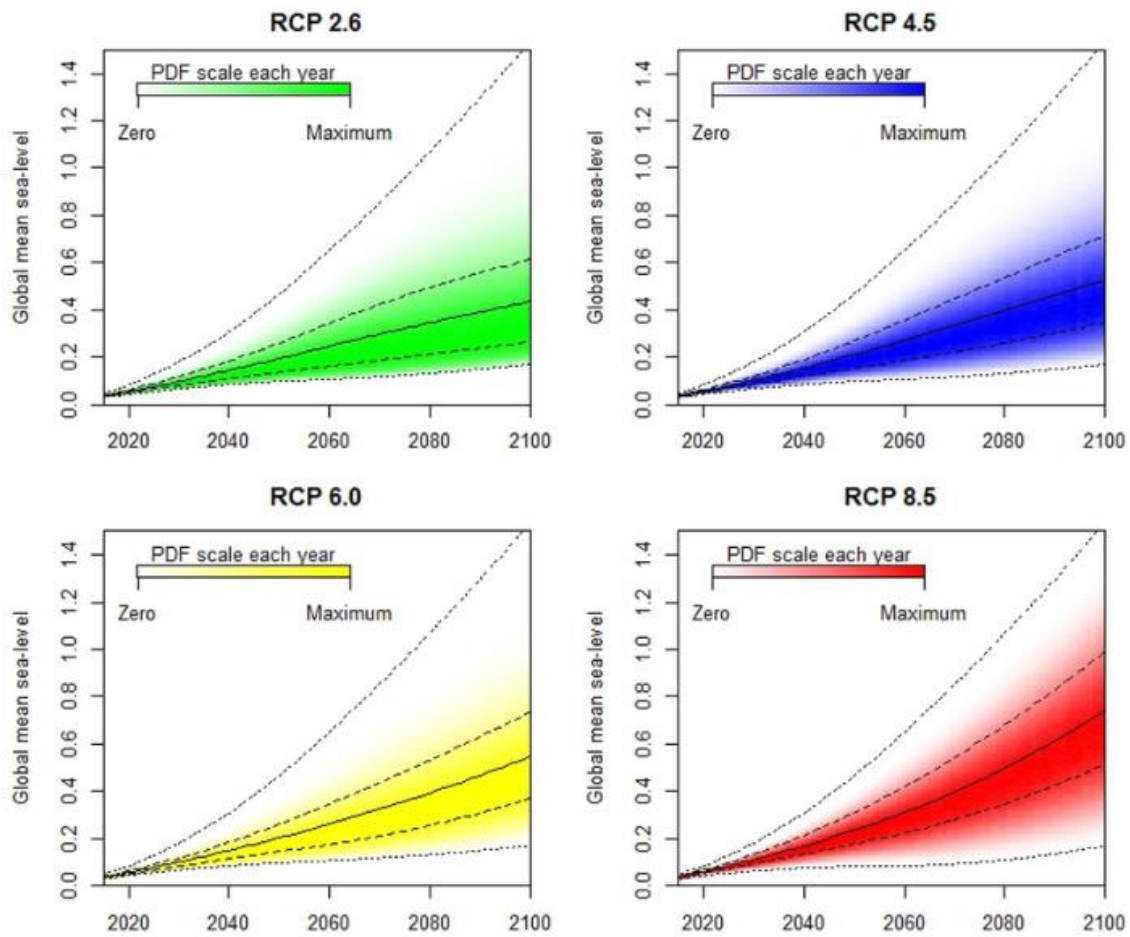 RCP 2.6
PDF scale each year
Zero Maximum
Global mean sea-level
0.0 0.2 0.4 0.6 0.8 1.0 1.2 1.4
2020 2040 2060 2080 2100
RCP 4.5
PDF scale each year
Zero Maximum
Global mean sea-level
0.0 0.2 0.4 0.6 0.8 1.0 1.2 1.4
2020 2040 2060 2080 2100
RCP 6.0
PDF scale each year
Zero Maximum
Global mean sea-level
0.0 0.2 0.4 0.6 0.8 1.0 1.2 1.4
2020 2040 2060 2080 2100
RCP 8.5
PDF scale each year
Zero Maximum
Global mean sea-level
0.0 0.2 0.4 0.6 0.8 1.0 1.2 1.4
2020 2040 2060 2080 2100